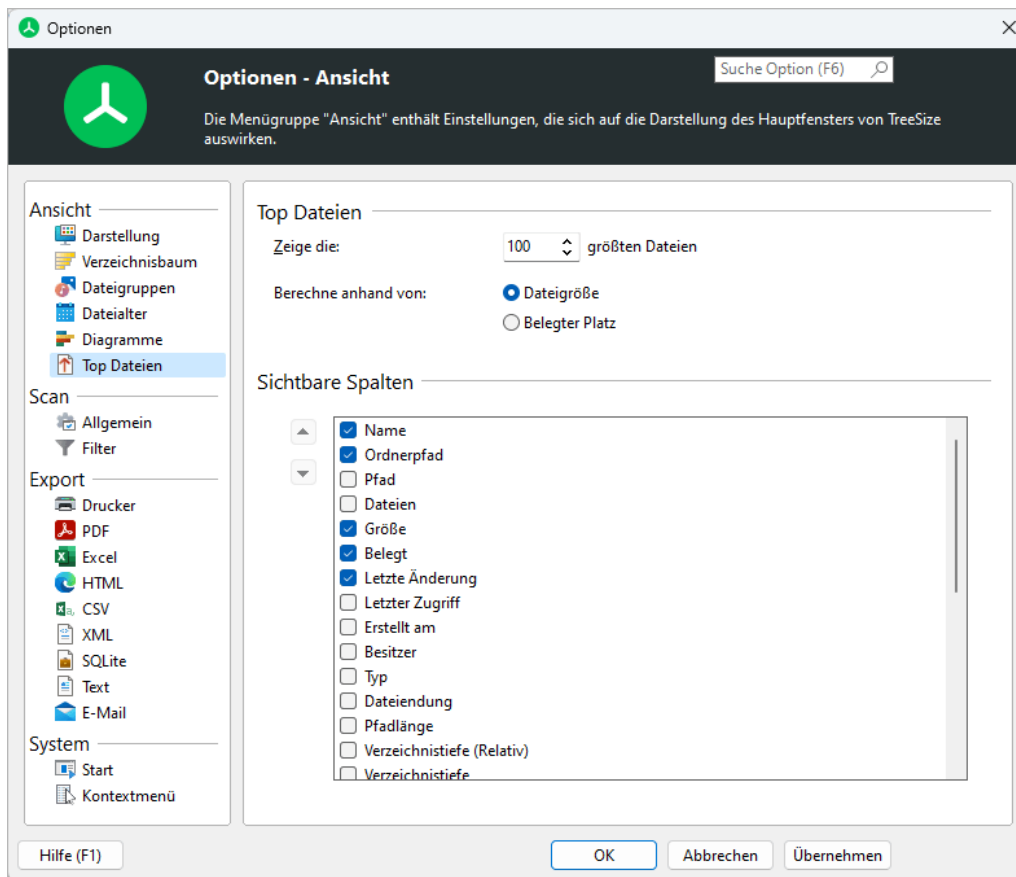 Optionen
Optionen - Ansicht
Suche Option (F6)
Die Menügruppe "Ansicht" enthält Einstellungen, die sich auf die Darstellung des Hauptfensters von TreeSize
auswirken.
Ansicht
Darstellung
Verzeichnisbaum
Dateigruppen
Dateialter
Diagramme
Top Dateien
Scan
Allgemein
Filter
Export
Drucker
PDF
Excel
HTML
CSV
XML
SQLite
Text
E-Mail
System
Start
Kontextmenü
Top Dateien
Zeige die: 100 größten Dateien
Berechne anhand von: Dateigröße
Belegter Platz
Sichtbare Spalten
Name
Ordnerpfad
Pfad
Dateien
Größe
Belegt
Letzte Änderung
Letzter Zugriff
Erstellt am
Besitzer
Typ
Dateiendung
Pfadlänge
Verzeichnistiefe (Relativ)
Verzeichnistiefe
Hilfe (F1)
OK
Abbrechen
Übernehmen